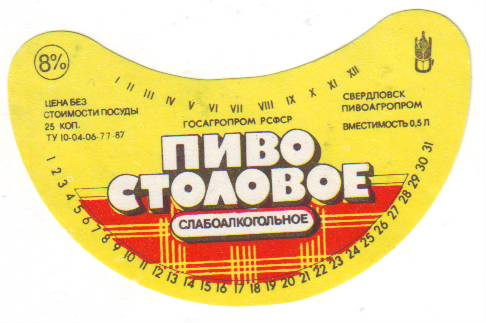 8%
I II III IV V VI VII VIII IX X XI XII
ЦЕНА БЕЗ
СТОИМОСТИ ПОСУДЫ
25 КОП.
ТУ 10-04-06-77-87
ГОСАГРОПРОМ РСФСР
СВЕРДЛОВСК
ПИВОАГРОПРОМ
ВМЕСТИМОСТЬ 0,5 Л
ПИВО
СТОЛОВОЕ
СЛАБОАЛКОГОЛЬНОЕ
1 2 3 4 5 6 7 8 9 10 11 12 13 14 15 16 17 18 19 20 21 22 23 24 25 26 27 28 29 30 31